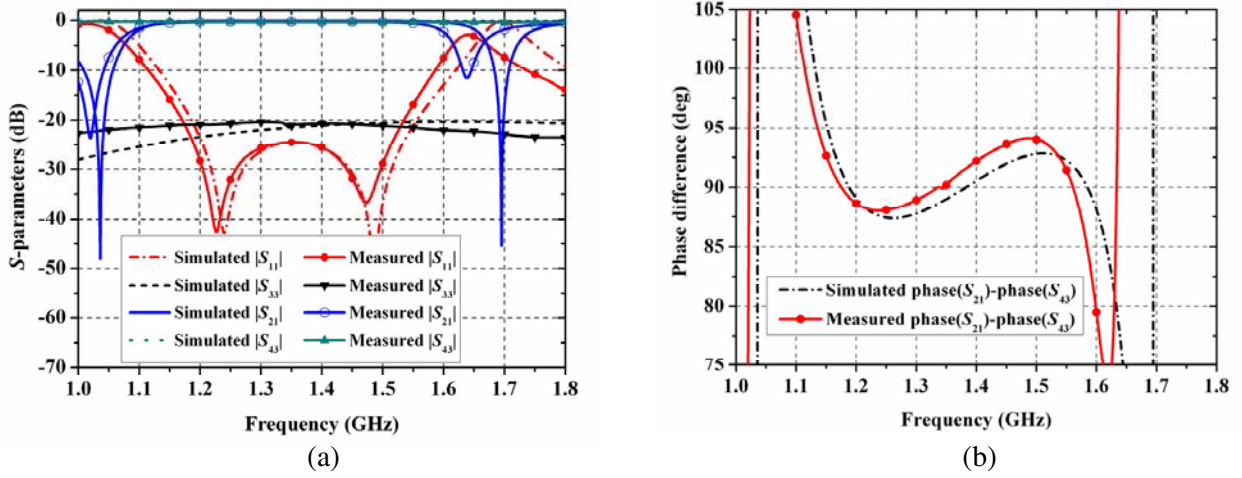 0
-10
-20
-30
-40
-50
-60
-70
S-parameters (dB)
Simulated |S11|
Measured |S11|
Simulated |S33|
Measured |S33|
Simulated |S21|
Measured |S21|
Simulated |S43|
Measured |S43|
1.0 1.1 1.2 1.3 1.4 1.5 1.6 1.7 1.8
Frequency (GHz)
(a)
105
100
95
90
85
80
75
Phase difference (deg)
Simulated phase(S21)-phase(S43)
Measured phase(S21)-phase(S43)
1.0 1.1 1.2 1.3 1.4 1.5 1.6 1.7 1.8
Frequency (GHz)
(b)